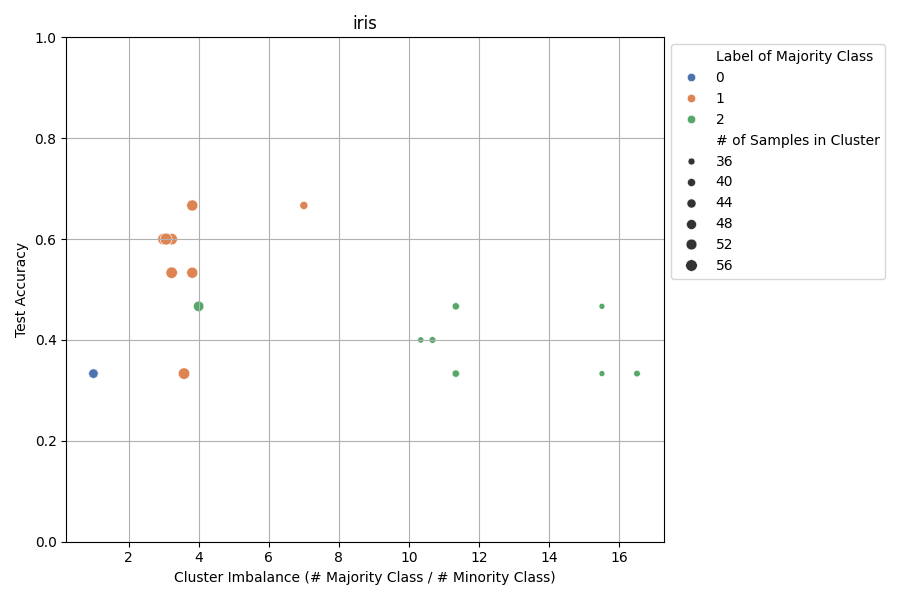 iris
1.0
0.8
0.6
0.4
0.2
0.0
Test Accuracy
2 4 6 8 10 12 14 16
Cluster Imbalance (# Majority Class / # Minority Class)
Label of Majority Class
0
1
2
# of Samples in Cluster
36
40
44
48
52
56